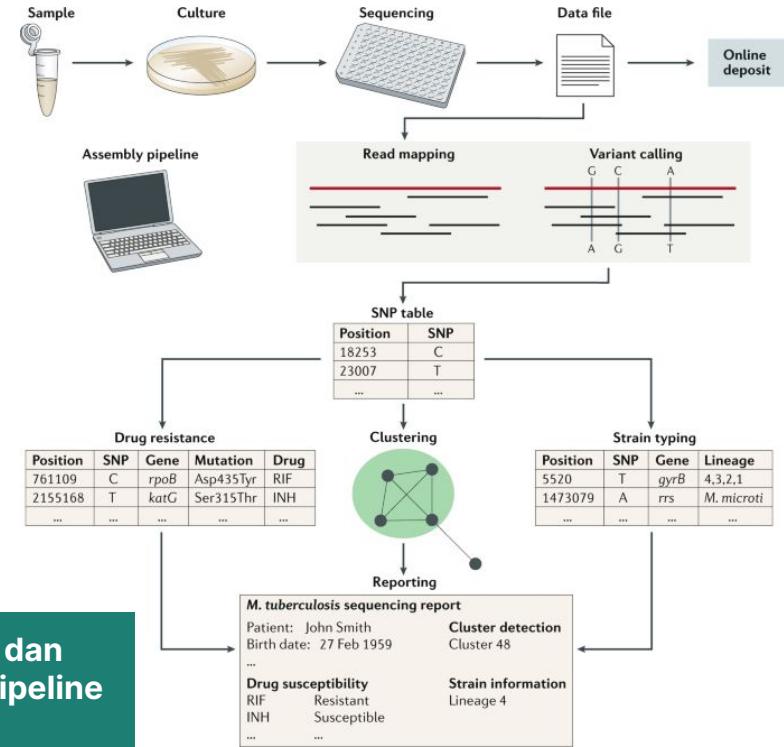 Sample
Culture
Sequencing
Data file
Online
deposit
Assembly pipeline
Read mapping
Variant calling
G C A
A G T
SNP table
Position SNP
18253 C
23007 T
... ...
Drug resistance
Position SNP Gene Mutation Drug
761109 C rpoB Asp435Tyr RIF
2155168 T katG Ser315Thr INH
... ... ... ... ...
Clustering
Strain typing
Position SNP Gene Lineage
5520 T gyrB 4,3,2,1
1473079 A rrs M. microti
... ... ... ...
Reporting
M. tuberculosis sequencing report
Patient: John Smith
Birth date: 27 Feb 1959
...
Cluster detection
Cluster 48
Drug susceptibility
RIF Resistant
INH Susceptible
... ...
Strain information
Lineage 4
dan
ipeline